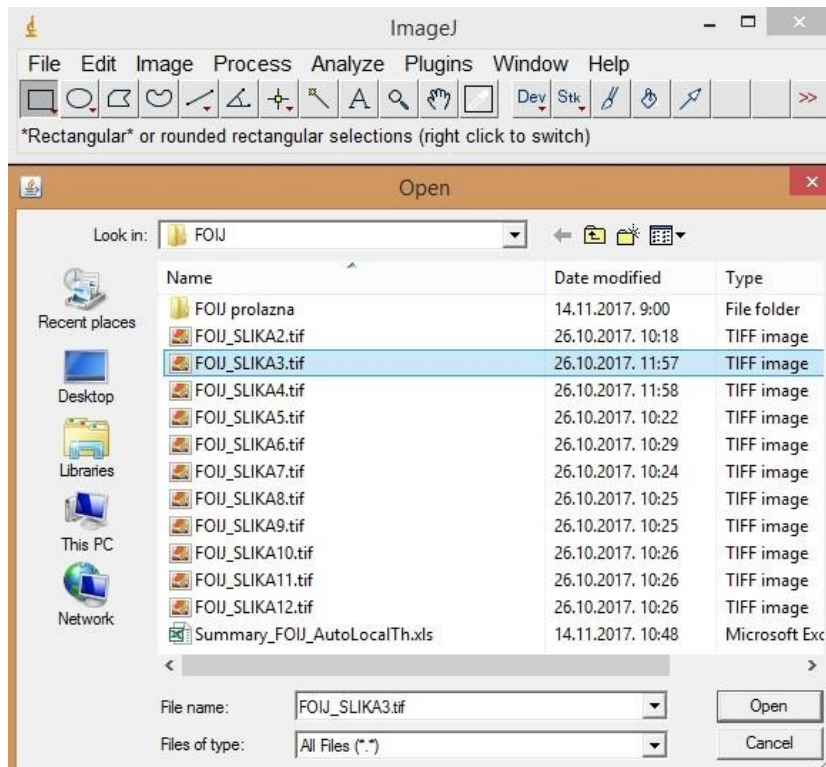 ImageJ
File Edit Image Process Analyze Plugins Window Help
A Dev Stk >>
*Rectangular* or rounded rectangular selections (right click to switch)
Open
Look in: FOIJ
Name Date modified Type
FOIJ prolazna 14.11.2017. 9:00 File folder
FOIJ_SLIKA2.tif 26.10.2017. 10:18 TIFF image
FOIJ_SLIKA3.tif 26.10.2017. 11:57 TIFF image
FOIJ_SLIKA4.tif 26.10.2017. 11:58 TIFF image
FOIJ_SLIKA5.tif 26.10.2017. 10:22 TIFF image
FOIJ_SLIKA6.tif 26.10.2017. 10:29 TIFF image
FOIJ_SLIKA7.tif 26.10.2017. 10:24 TIFF image
FOIJ_SLIKA8.tif 26.10.2017. 10:25 TIFF image
FOIJ_SLIKA9.tif 26.10.2017. 10:25 TIFF image
FOIJ_SLIKA10.tif 26.10.2017. 10:26 TIFF image
FOIJ_SLIKA11.tif 26.10.2017. 10:26 TIFF image
FOIJ_SLIKA12.tif 26.10.2017. 10:26 TIFF image
Summary_FOIJ_AutoLocalTh.xls 14.11.2017. 10:48 Microsoft Exc
Recent places
Desktop
Libraries
This PC
Network
File name: FOIJ_SLIKA3.tif Open
Files of type: All Files (*.*) Cancel